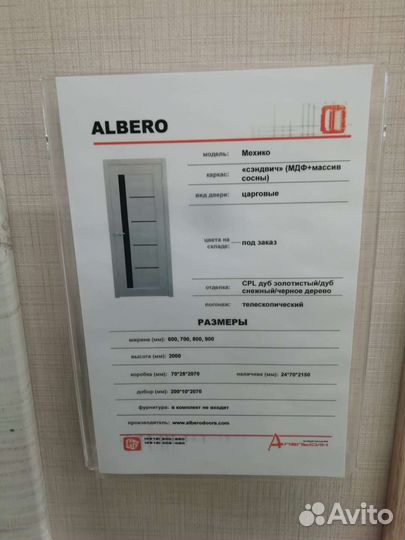 ALBERO
модель: Мехико
каркас: «сэндвич» (МДФ+массив сосны)
вид двери: царговые
цвета на складе: под заказ
отделка: CPL дуб золотистый/дуб снежный/черное дерево
погонаж: телескопический
РАЗМЕРЫ
ширина (мм): 600, 700, 800, 900
высота (мм): 2000
коробка (мм): 70*28*2070 наличник (мм): 24*70*2150
добор (мм): 200*10*2070
фурнитура: в комплект не входит
производитель: www.alberodoors.com
Апельсин
Avito